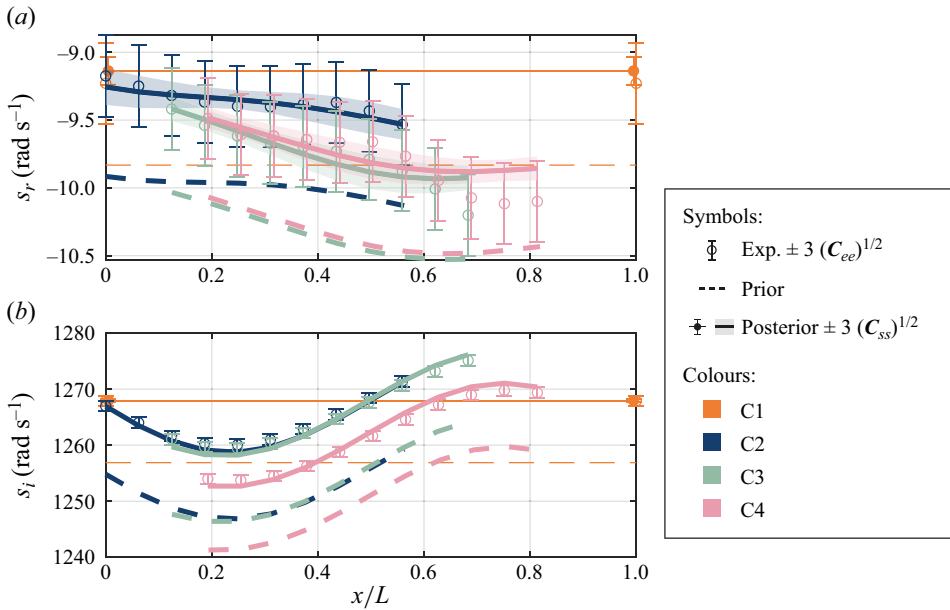 (a)
–9.0
–9.5
–10.0
–10.5
s_r (rad s⁻¹)
0
0.2
0.4
0.6
0.8
1.0
(b)
1280
1270
1260
1250
1240
s_i (rad s⁻¹)
0
0.2
0.4
0.6
0.8
1.0
x/L
Symbols:
Exp. ± 3 (C_ee)^1/2
Prior
Posterior ± 3 (C_ss)^1/2
Colours:
C1
C2
C3
C4